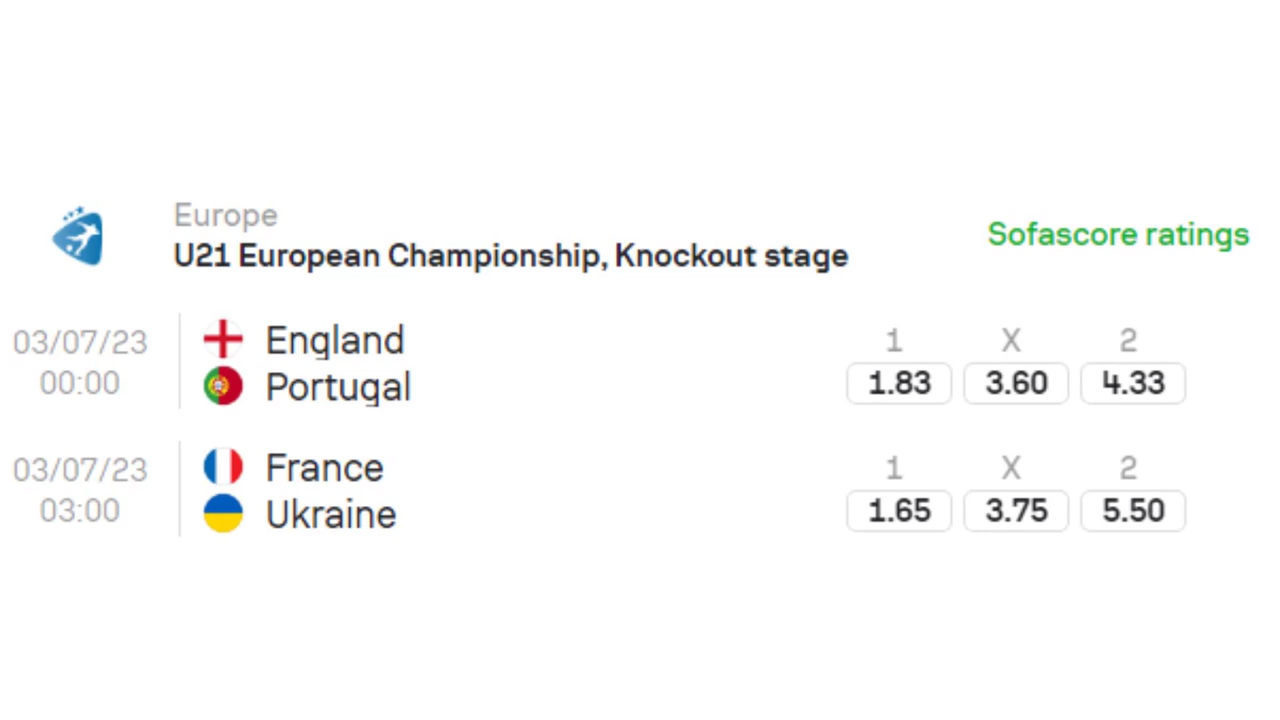 Europe
U21 European Championship, Knockout stage
Sofascore ratings
03/07/23
00:00
England
Portugal
1 X 2
1.83 3.60 4.33
03/07/23
03:00
France
Ukraine
1 X 2
1.65 3.75 5.50